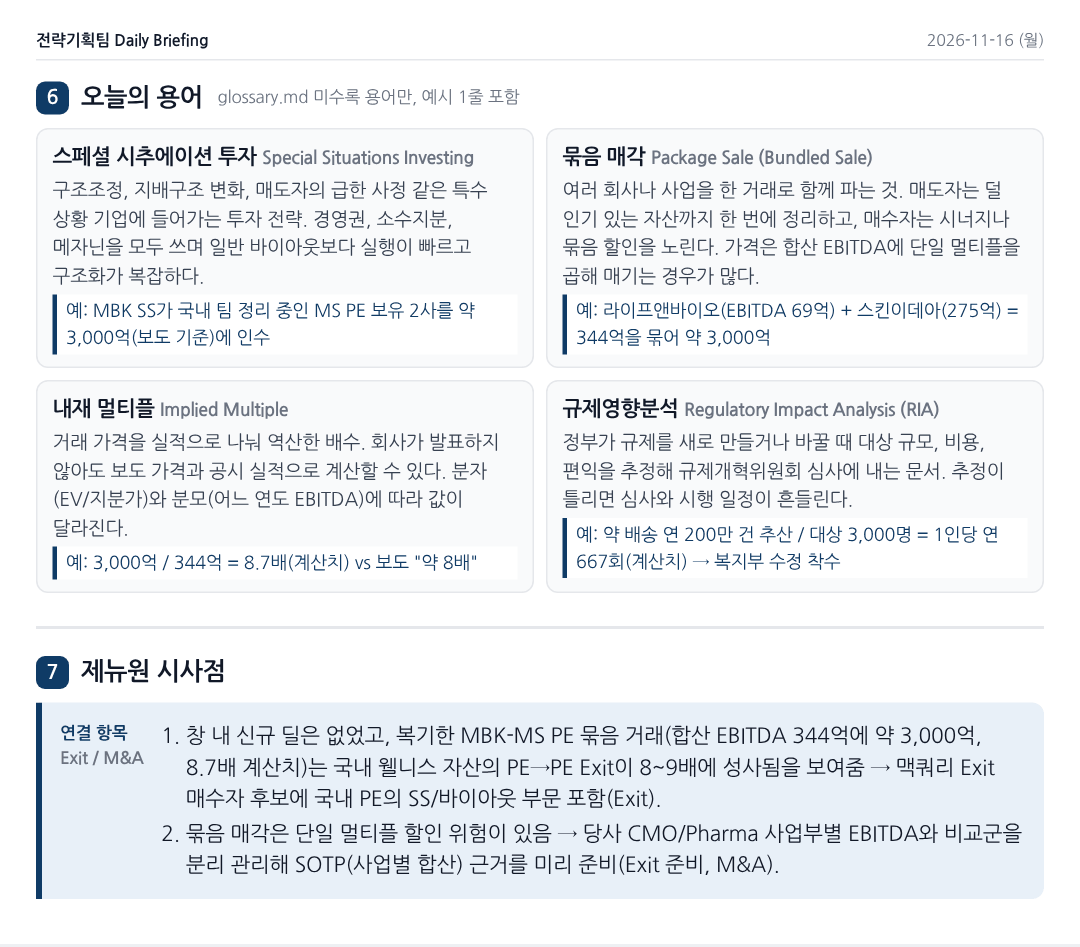 전략기획팀 Daily Briefing
2026-11-16 (월)
6 오늘의 용어 glossary.md 미수록 용어만, 예시 1줄 포함
스페셜 시추에이션 투자 Special Situations Investing
구조조정, 지배구조 변화, 매도자의 급한 사정 같은 특수
상황 기업에 들어가는 투자 전략. 경영권, 소수지분,
메자닌을 모두 쓰며 일반 바이아웃보다 실행이 빠르고
구조화가 복잡하다.
예: MBK SS가 국내 팀 정리 중인 MS PE 보유 2사를 약
3,000억(보도 기준)에 인수
묶음 매각 Package Sale (Bundled Sale)
여러 회사나 사업을 한 거래로 함께 파는 것. 매도자는 덜
인기 있는 자산까지 한 번에 정리하고, 매수자는 시너지나
묶음 할인을 노린다. 가격은 합산 EBITDA에 단일 멀티플을
곱해 매기는 경우가 많다.
예: 라이프앤바이오(EBITDA 69억) + 스킨이데아(275억) =
344억을 묶어 약 3,000억
내재 멀티플 Implied Multiple
거래 가격을 실적으로 나눠 역산한 배수. 회사가 발표하지
않아도 보도 가격과 공시 실적으로 계산할 수 있다. 분자
(EV/지분가)와 분모(어느 연도 EBITDA)에 따라 값이
달라진다.
예: 3,000억 / 344억 = 8.7배(계산치) vs 보도 "약 8배"
규제영향분석 Regulatory Impact Analysis (RIA)
정부가 규제를 새로 만들거나 바꿀 때 대상 규모, 비용,
편익을 추정해 규제개혁위원회 심사에 내는 문서. 추정이
틀리면 심사와 시행 일정이 흔들린다.
예: 약 배송 연 200만 건 추산 / 대상 3,000명 = 1인당 연
667회(계산치) → 복지부 수정 착수
7 제뉴원 시사점
연결 항목
Exit / M&A
1. 창 내 신규 딜은 없었고, 복기한 MBK-MS PE 묶음 거래(합산 EBITDA 344억에 약 3,000억,
8.7배 계산치)는 국내 웰니스 자산의 PE→PE Exit이 8~9배에 성사됨을 보여줌 → 맥쿼리 Exit
매수자 후보에 국내 PE의 SS/바이아웃 부문 포함(Exit).
2. 묶음 매각은 단일 멀티플 할인 위험이 있음 → 당사 CMO/Pharma 사업부별 EBITDA와 비교군을
분리 관리해 SOTP(사업별 합산) 근거를 미리 준비(Exit 준비, M&A).